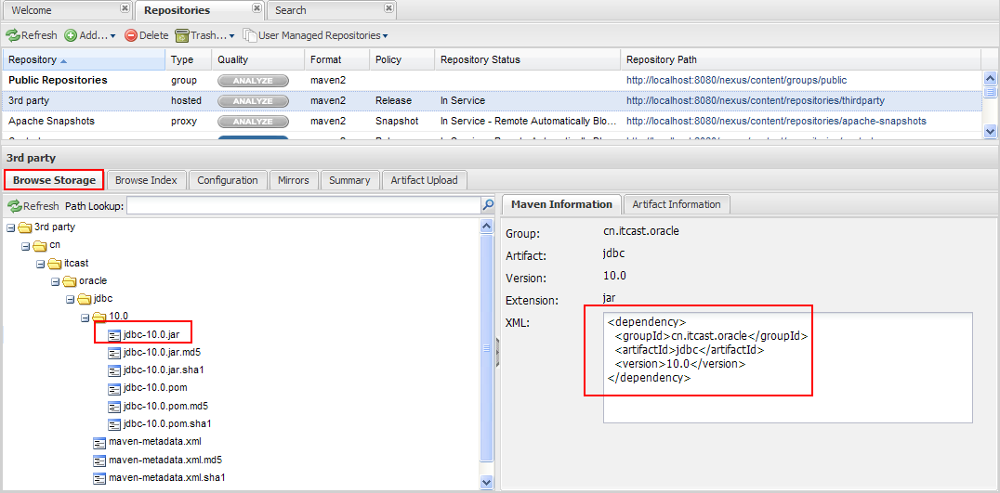 Welcome Repositories Search
Refresh Add... Delete Trash... User Managed Repositories
Repository Type Quality Format Policy Repository Status Repository Path
Public Repositories group ANALYZE maven2 http://localhost:8080/nexus/content/groups/public
3rd party hosted ANALYZE maven2 Release In Service http://localhost:8080/nexus/content/repositories/thirdparty
Apache Snapshots proxy ANALYZE maven2 Snapshot In Service - Remote Automatically Blo... http://localhost:8080/nexus/content/repositories/apache-snapshots
3rd party
Browse Storage Browse Index Configuration Mirrors Summary Artifact Upload
Refresh Path Lookup:
3rd party
cn
itcast
oracle
jdbc
10.0
jdbc-10.0.jar
jdbc-10.0.jar.md5
jdbc-10.0.jar.sha1
jdbc-10.0.pom
jdbc-10.0.pom.md5
jdbc-10.0.pom.sha1
maven-metadata.xml
maven-metadata.xml.md5
maven-metadata.xml.sha1
Maven Information Artifact Information
Group: cn.itcast.oracle
Artifact: jdbc
Version: 10.0
Extension: jar
XML:
<dependency>
<groupId>cn.itcast.oracle</groupId>
<artifactId>jdbc</artifactId>
<version>10.0</version>
</dependency>